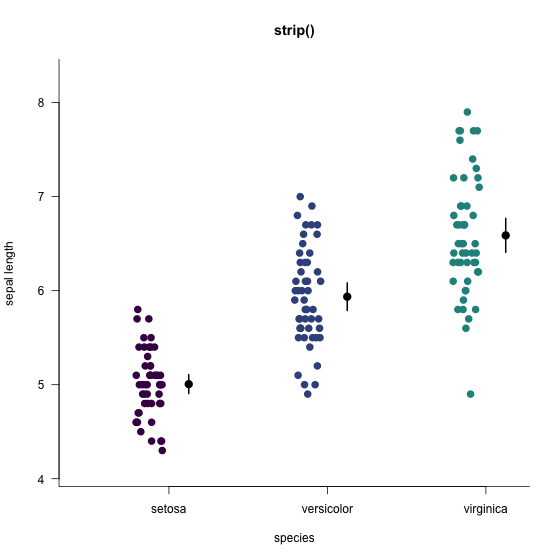 strip()
8
7
6
5
4
sepal length
setosa versicolor virginica
species